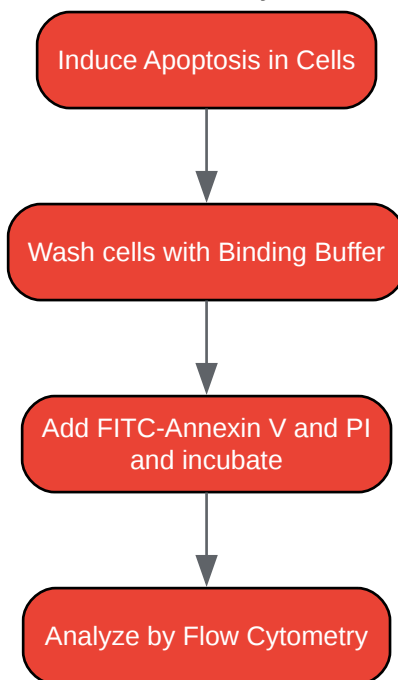 Induce Apoptosis in Cells
Wash cells with Binding Buffer
Add FITC-Annexin V and PI
and incubate
Analyze by Flow Cytometry